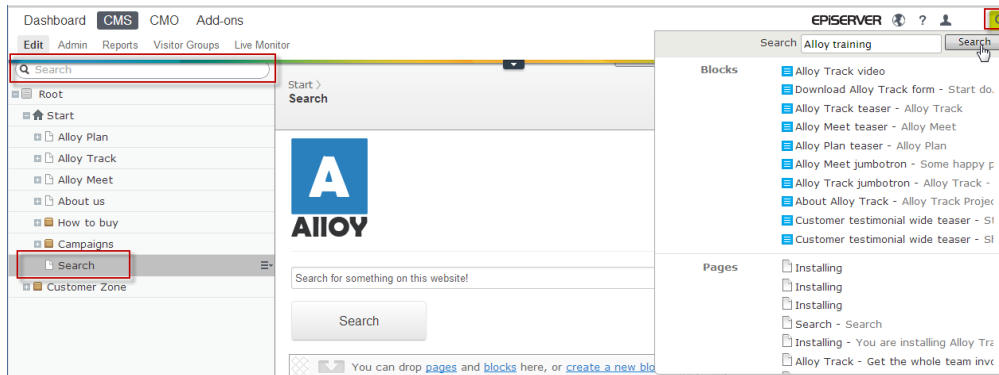 Dashboard CMS CMO Add-ons EPiSERVER ?
Edit Admin Reports Visitor Groups Live Monitor
Search
Root
Start
Alloy Plan
Alloy Track
Alloy Meet
About us
How to buy
Campaigns
Search
Customer Zone
Start >
Search
A
AllOY
Search for something on this website!
Search
You can drop pages and blocks here, or create a new blo
Search Alloy training Search
Blocks
Alloy Track video
Download Alloy Track form - Start do.
Alloy Track teaser - Alloy Track
Alloy Meet teaser - Alloy Meet
Alloy Plan teaser - Alloy Plan
Alloy Meet jumbotron - Some happy p
Alloy Track jumbotron - Alloy Track -
About Alloy Track - Alloy Track Projec
Customer testimonial wide teaser - St
Customer testimonial wide teaser - Sl
Pages
Installing
Installing
Installing
Search - Search
Installing - You are installing Alloy Tra
Alloy Track - Get the whole team invo